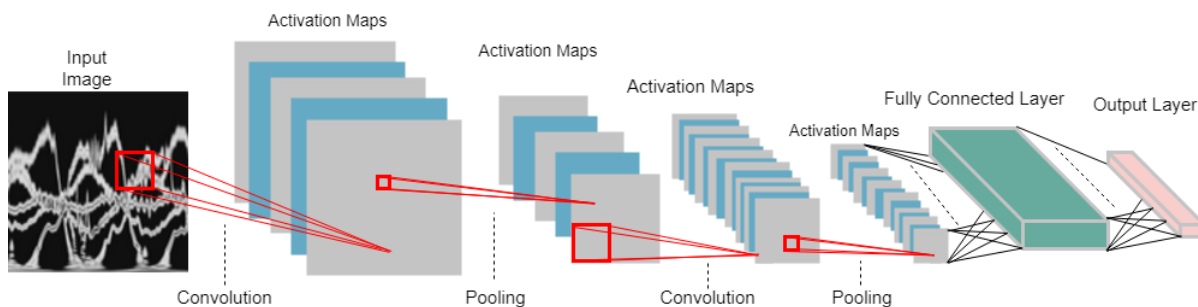 Input
Image
Activation Maps
Activation Maps
Activation Maps
Activation Maps
Fully Connected Layer
Output Layer
Convolution
Pooling
Convolution
Pooling